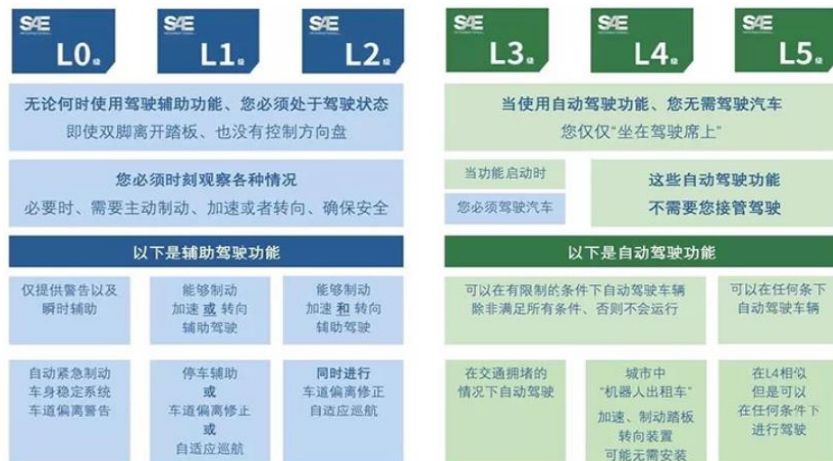 SAE
L0级
SAE
L1级
SAE
L2级
SAE
L3级
SAE
L4级
SAE
L5级
无论何时使用驾驶辅助功能、您必须处于驾驶状态
即使双脚离开踏板、也没有控制方向盘
您必须时刻观察各种情况
必要时、需要主动制动、加速或者转向、确保安全
以下是辅助驾驶功能
仅提供警告以及
瞬时辅助
能够制动
加速 或 转向
辅助驾驶
能够制动
加速 和 转向
辅助驾驶
自动紧急制动
车身稳定系统
车道偏离警告
停车辅助
或
车道偏离修正
或
自适应巡航
同时进行
车道偏离修正
自适应巡航
当使用自动驾驶功能、您无需驾驶汽车
您仅仅“坐在驾驶席上”
当功能启动时
您必须驾驶汽车
这些自动驾驶功能
不需要您接管驾驶
以下是自动驾驶功能
可以在有限制的条件下自动驾驶车辆
除非满足所有条件、否则不会运行
可以在任何条下
自动驾驶车辆
在交通拥堵的
情况下自动驾驶
城市中
“机器人出租车”
加速、制动踏板
转向装置
可能无需安装
在L4相似
但是可以
在任何条件下
进行驾驶